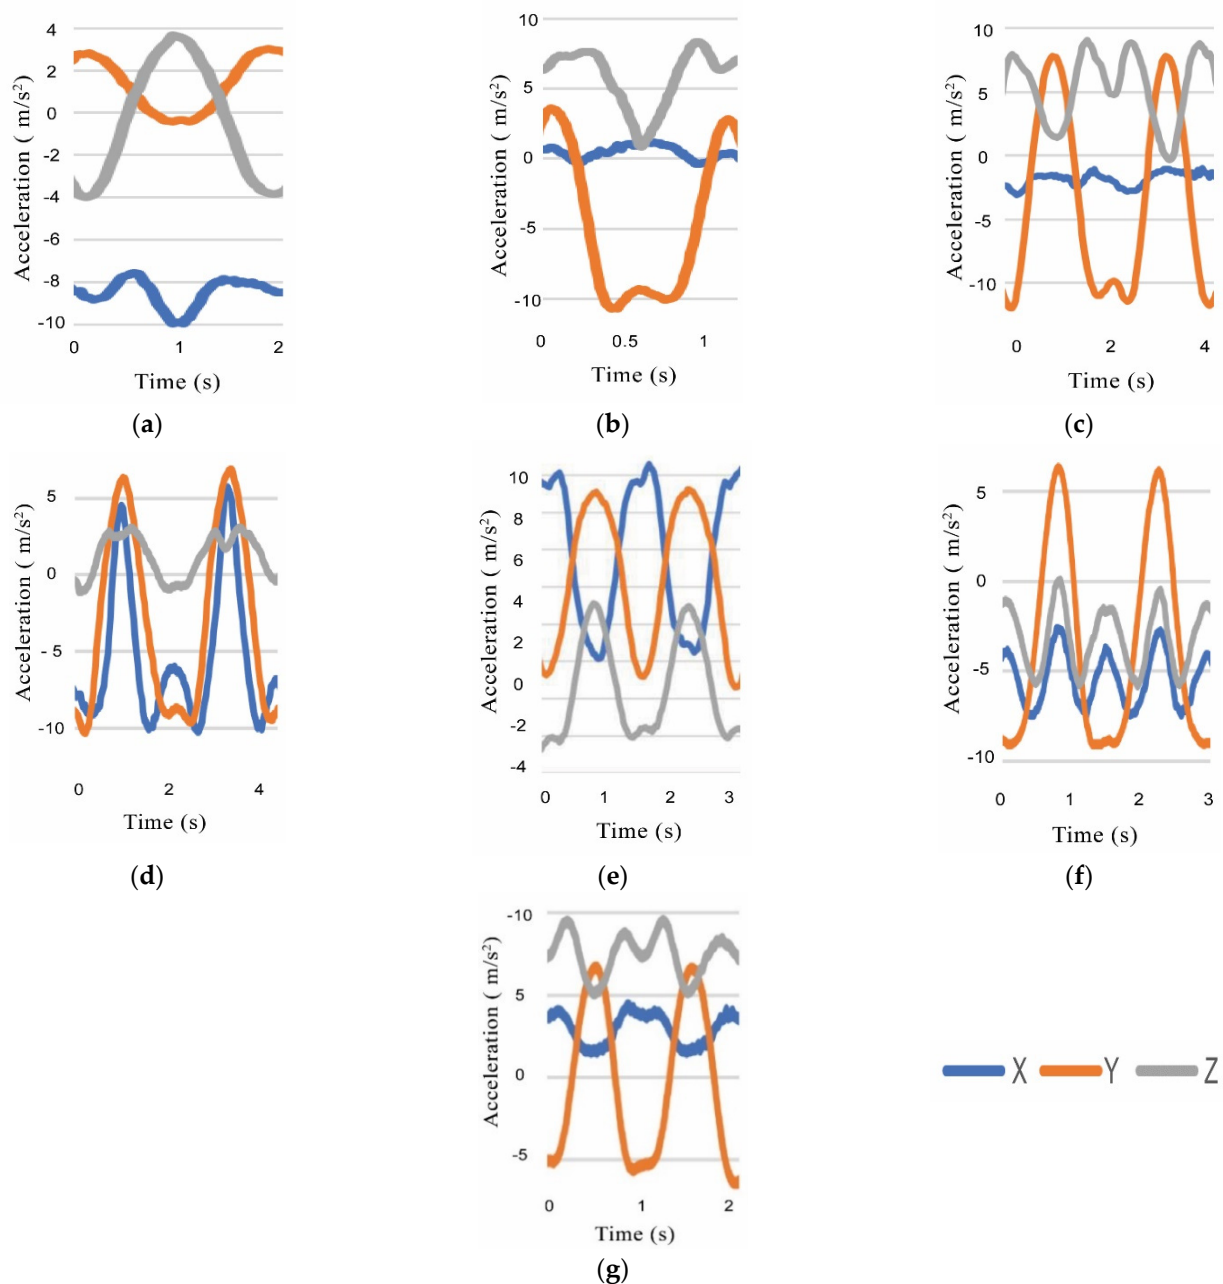 4
2
0
-2
-4
-6
-8
-10
Acceleration ( m/s2)
0 1 2
Time (s)
(a)
10
5
0
-5
-10
Acceleration ( m/s2)
0 0.5 1
Time (s)
(b)
10
5
0
-5
-10
Acceleration ( m/s2)
0 2 4
Time (s)
(c)
5
0
- 5
-10
Acceleration ( m/s2)
0 2 4
Time (s)
(d)
10
8
6
4
2
0
-2
-4
Acceleration ( m/s2)
0 1 2 3
Time (s)
(e)
5
0
-5
-10
Acceleration ( m/s2)
0 1 2 3
Time (s)
(f)
-10
5
0
-5
Acceleration ( m/s2)
0 1 2
Time (s)
(g)
X Y Z